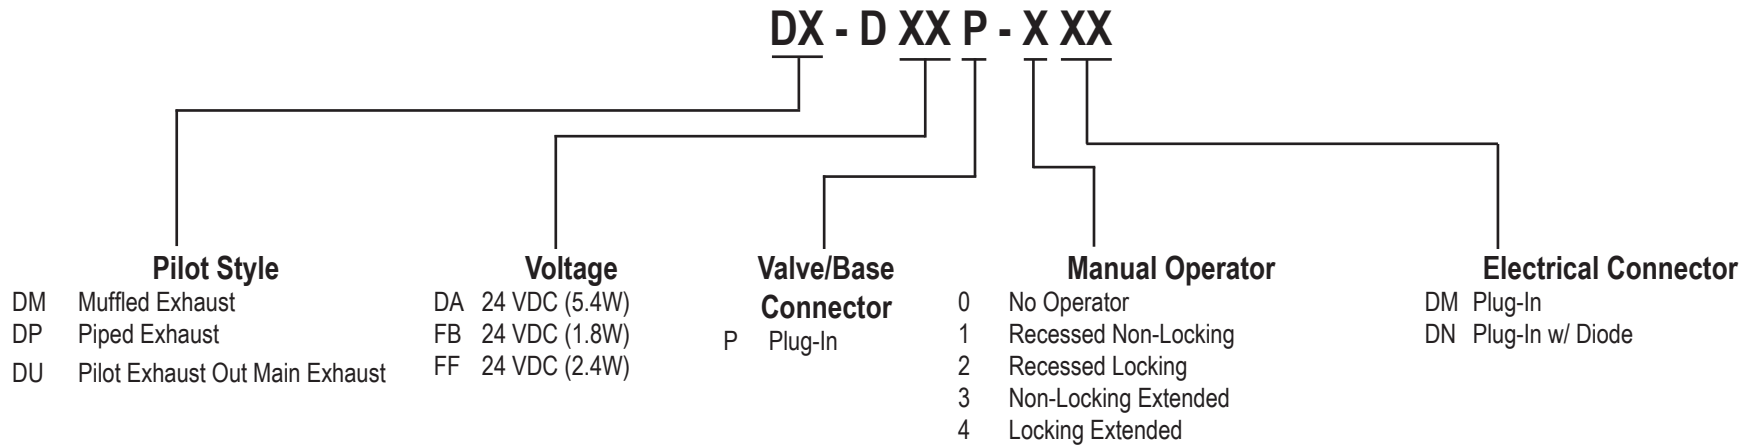 DX - D XX P - X XX
Pilot Style
DM Muffled Exhaust
DP Piped Exhaust
DU Pilot Exhaust Out Main Exhaust
Voltage
DA 24 VDC (5.4W)
FB 24 VDC (1.8W)
FF 24 VDC (2.4W)
Valve/Base
Connector
P Plug-In
Manual Operator
0 No Operator
1 Recessed Non-Locking
2 Recessed Locking
3 Non-Locking Extended
4 Locking Extended
Electrical Connector
DM Plug-In
DN Plug-In w/ Diode